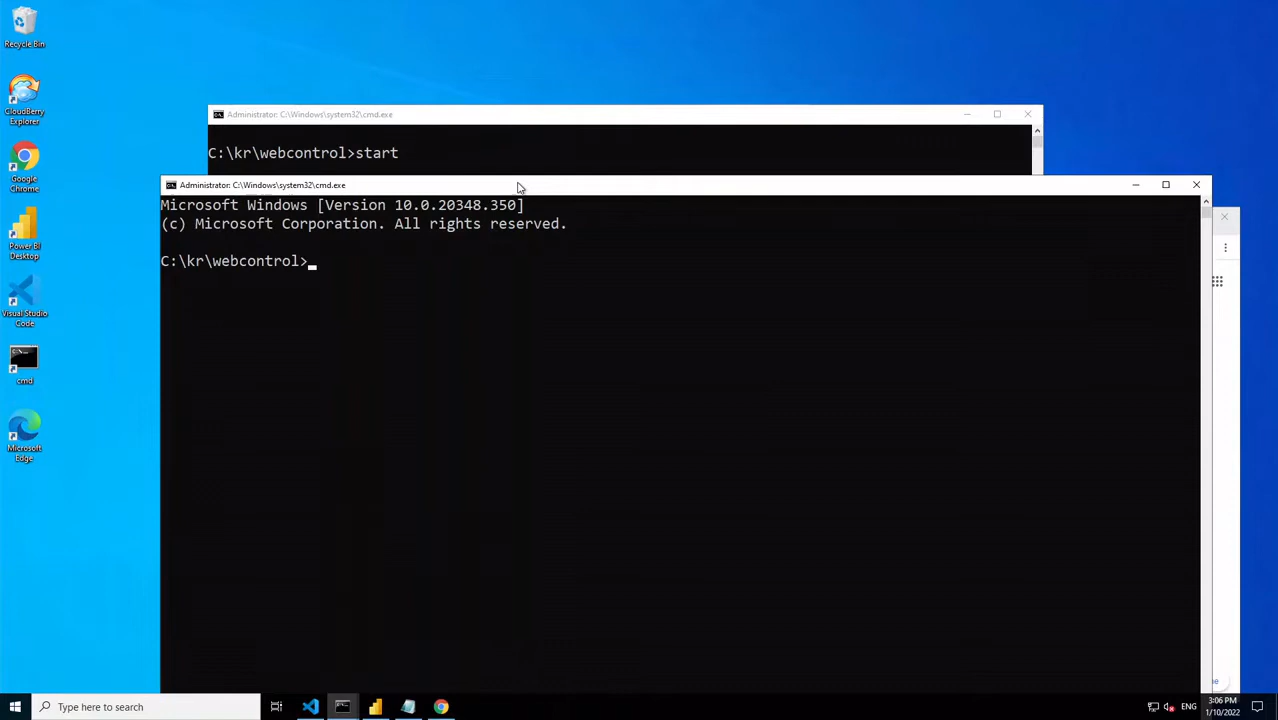 Recycle Bin
CloudBerry
Explorer
Google
Chrome
Power BI
Desktop
Visual Studio
Code
cmd
Microsoft
Edge
Administrator: C:\Windows\system32\cmd.exe
C:\kr\webcontrol>start
Administrator: C:\Windows\system32\cmd.exe
Microsoft Windows [Version 10.0.20348.350]
(c) Microsoft Corporation. All rights reserved.
C:\kr\webcontrol>_
Type here to search
ENG
3:06 PM
1/10/2022